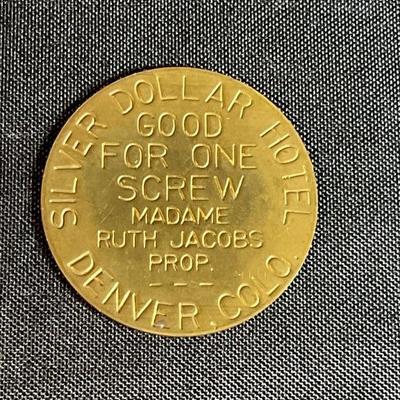 SILVER DOLLAR HOTEL
GOOD
FOR ONE
SCREW
MADAME
RUTH JACOBS
PROP.
– – –
DENVER, COLO.